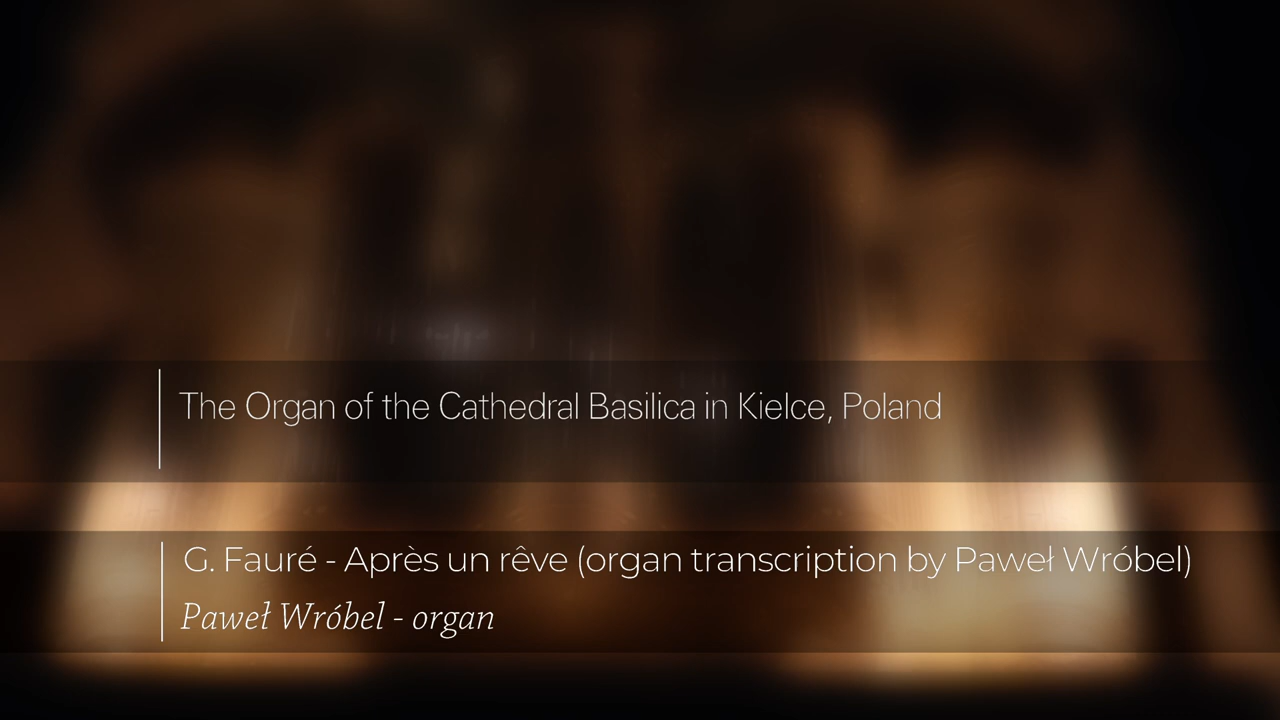 The Organ of the Cathedral Basilica in Kielce, Poland
G. Fauré - Après un rêve (organ transcription by Paweł Wróbel)
Paweł Wróbel - organ